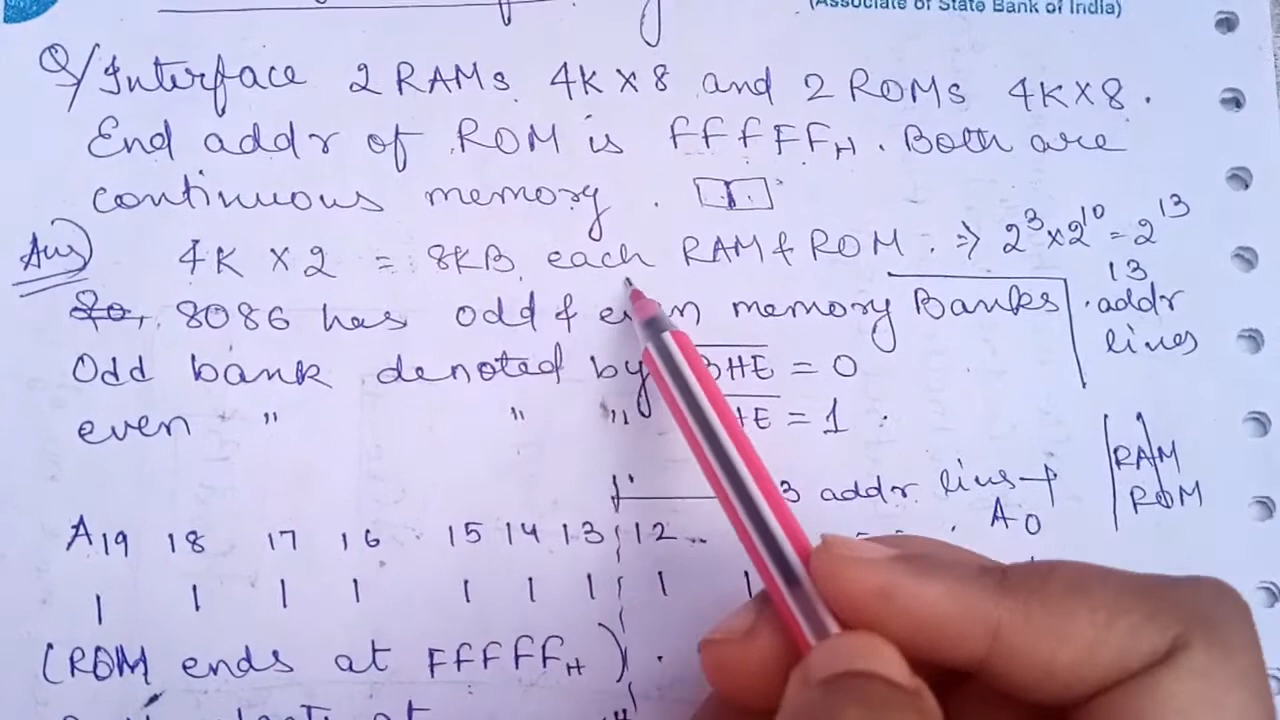 (Associate of State Bank of India)
Q/ Interface 2 RAMs 4K X 8 and 2 ROMs 4K X 8.
End addr of ROM is FFFFFH. Both are
continuous memory.
Ans) 4K X 2 = 8KB each RAM & ROM. ⇒ 2³ x 2¹⁰ = 2¹³
13
addr
lines
So, 8086 has odd & even memory Banks
Odd bank denoted by BHE = 0
even " " " = 1.
addr. lines
RAM
ROM
A19 18 17 16 15 14 13 12 .. A0
1 1 1 1 1 1 1 1 1
(ROM ends at FFFFFH).